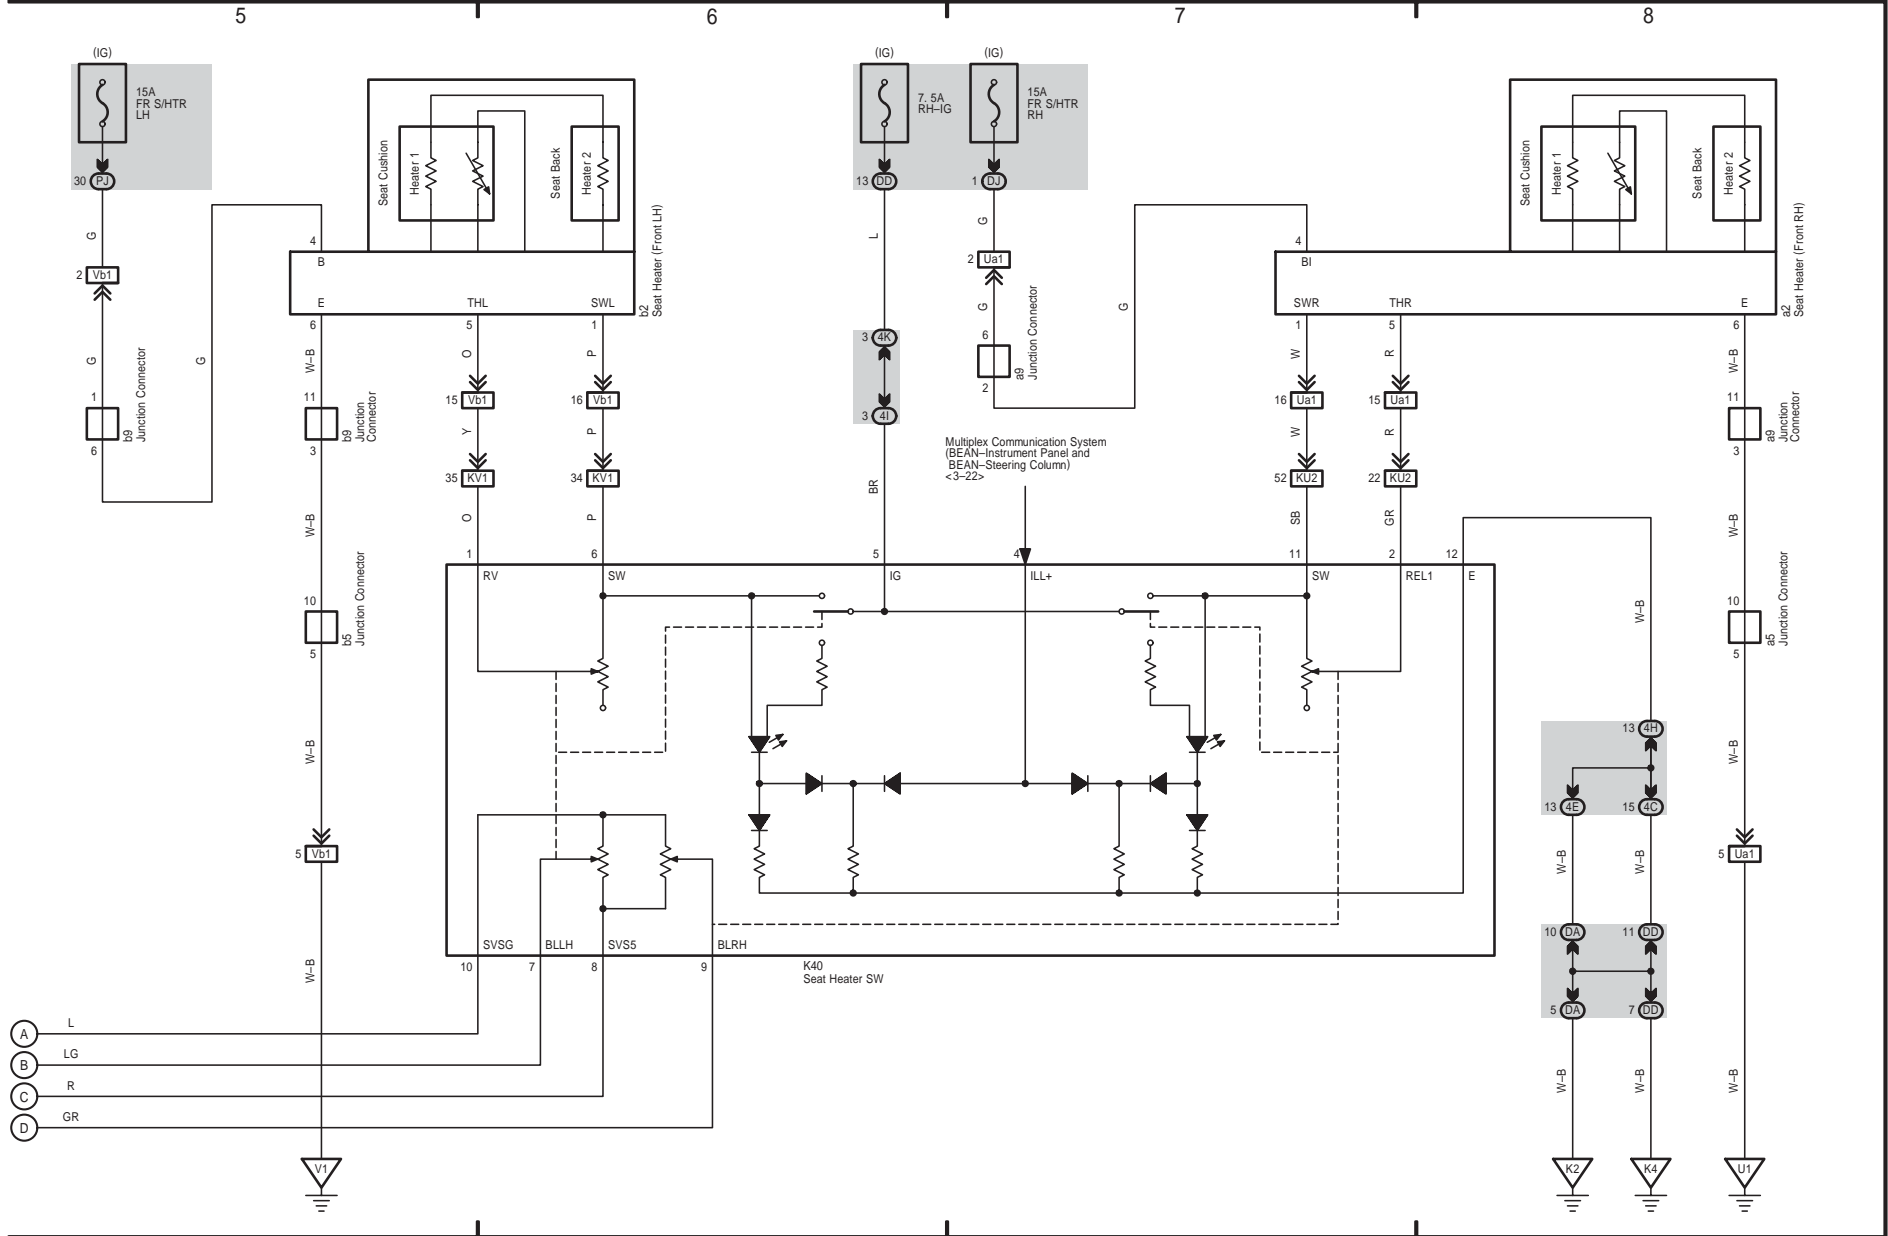 5
6
7
8
(IG)
(IG)
(IG)
15A
FR S/HTR
LH
7. 5A
RH–IG
15A
FR S/HTR
RH
30 PJ
13 DD
1 DJ
Seat Cushion
Heater 1
Seat Back
Heater 2
Seat Cushion
Heater 1
Seat Back
Heater 2
G
2 Vb1
G
1
6
b9
Junction Connector
G
4
B
E
THL
SWL
b2
Seat Heater (Front LH)
6
5
1
W–B
O
P
11
3
b9
Junction
Connector
15 Vb1
16 Vb1
Y
P
35 KV1
34 KV1
W–B
O
P
10
5
b5
Junction Connector
W–B
5 Vb1
W–B
V1
L
3 4K
3 4I
BR
G
2 Ua1
G
6
2
a9
Junction Connector
G
Multiplex Communication System
(BEAN–Instrument Panel and
BEAN–Steering Column)
<3–22>
4
BI
SWR
THR
E
a2
Seat Heater (Front RH)
1
5
6
W
R
W–B
16 Ua1
15 Ua1
W
R
52 KU2
22 KU2
SB
GR
11
3
a9
Junction
Connector
W–B
10
5
a5
Junction Connector
W–B
5 Ua1
W–B
U1
1
6
5
4
11
2
12
RV
SW
IG
ILL+
SW
REL1
E
SVSG
BLLH
SVS5
BLRH
10
7
8
9
K40
Seat Heater SW
W–B
13 4H
13 4E
15 4C
W–B
W–B
10 DA
11 DD
5 DA
7 DD
W–B
W–B
K2
K4
A
L
B
LG
C
R
D
GR